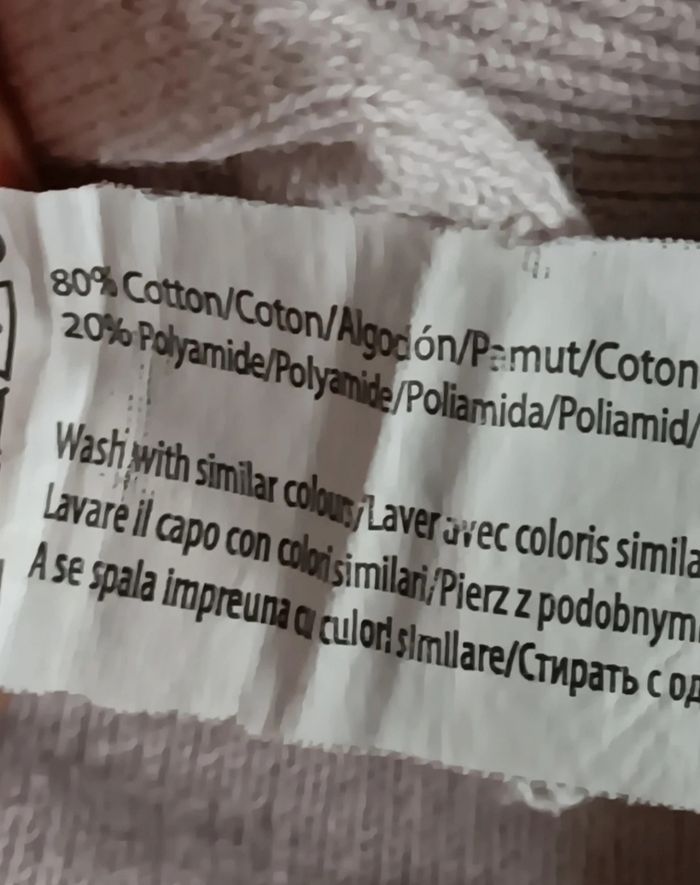 80% Cotton/Coton/Algodón/Pamut/Coton
20% Polyamide/Polyamide/Poliamida/Poliamid/
Wash with similar colours/Laver avec coloris simila
Lavare il capo con colori similari/Pierz z podobnym
A se spala impreuna cu culori similare/Стирать с од